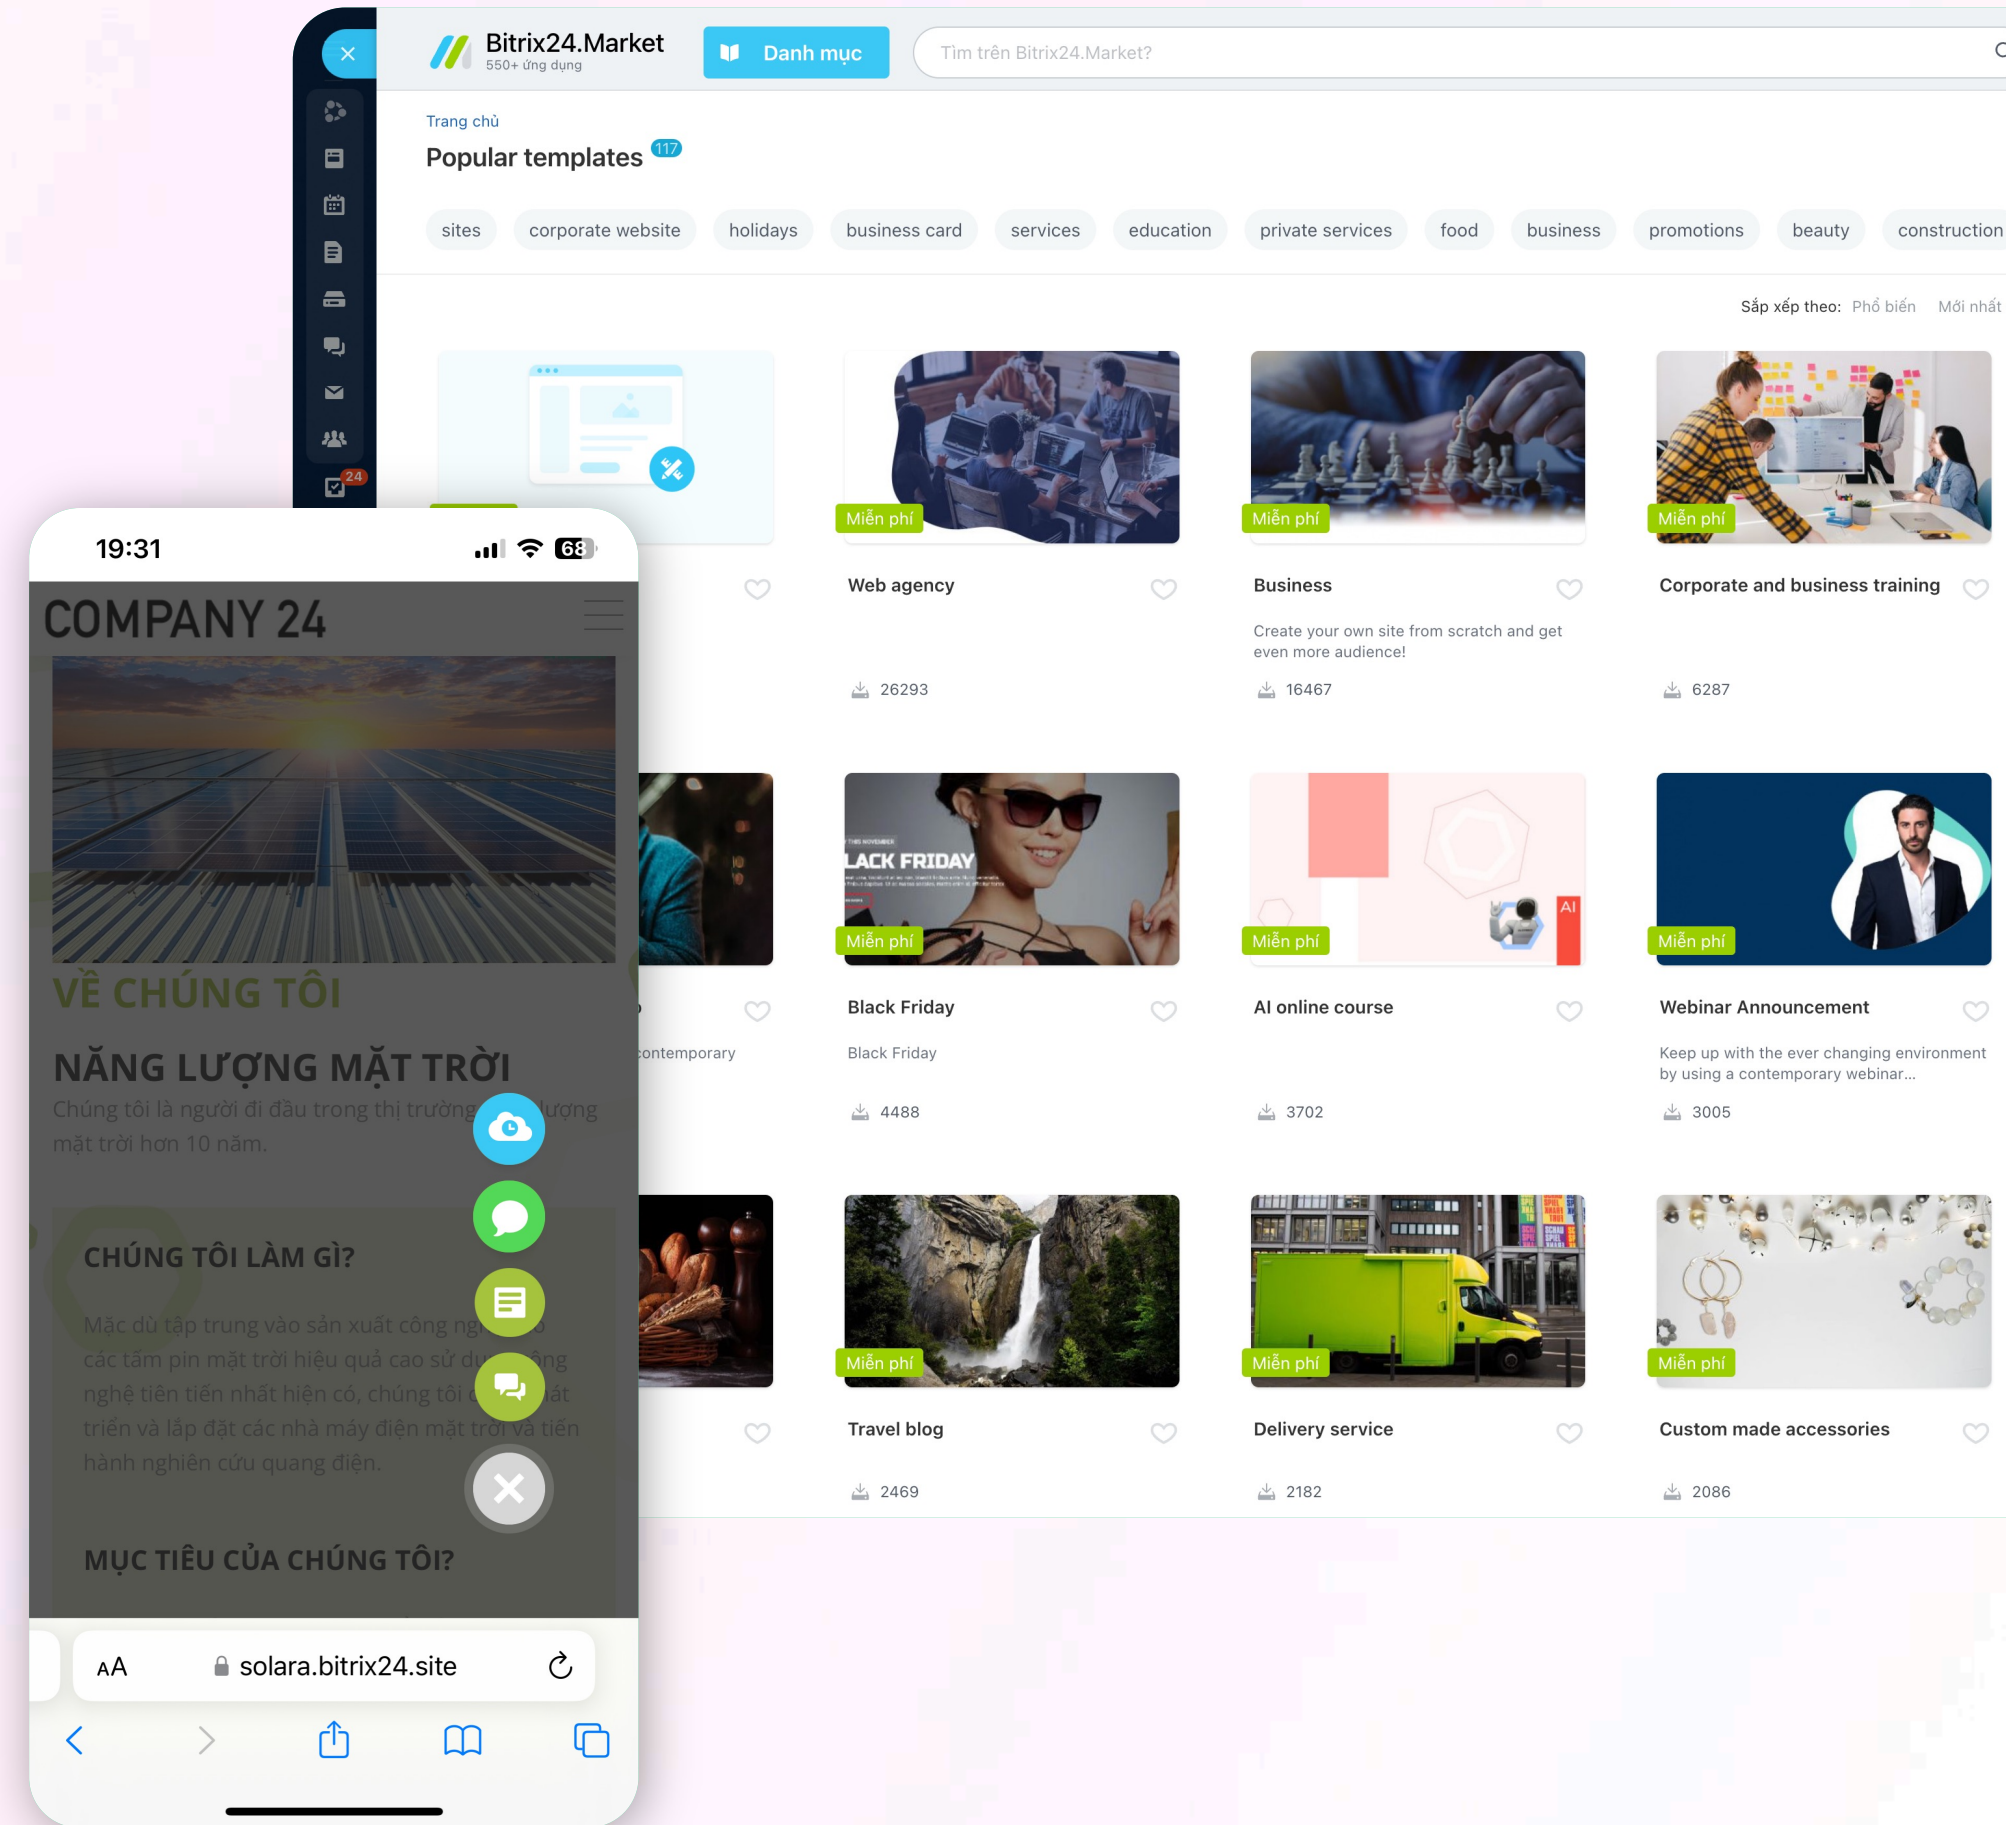 Bitrix24.Market
550+ ứng dụng
Danh mục
Tìm trên Bitrix24.Market?
Trang chủ
Popular templates 117
sites corporate website holidays business card services education private services food business promotions beauty construction
Sắp xếp theo: Phổ biến Mới nhất
24
Miễn phí
Miễn phí
Miễn phí
Web agency
26293
Business
Create your own site from scratch and get
even more audience!
16467
Corporate and business training
6287
THIS NOVEMBER
LACK FRIDAY
AI
Miễn phí
Miễn phí
Miễn phí
contemporary
Black Friday
Black Friday
4488
AI online course
3702
Webinar Announcement
Keep up with the ever changing environment
by using a contemporary webinar...
3005
Miễn phí
Miễn phí
Miễn phí
Travel blog
2469
Delivery service
2182
Custom made accessories
2086
19:31
68
COMPANY 24
VỀ CHÚNG TÔI
NĂNG LƯỢNG MẶT TRỜI
Chúng tôi là người đi đầu trong thị trường lượng
mặt trời hơn 10 năm.
CHÚNG TÔI LÀM GÌ?
Mặc dù tập trung vào sản xuất công
các tấm pin mặt trời hiệu quả cao sử
nghệ tiên tiến nhất hiện có, chúng tôi
triển và lắp đặt các nhà máy điện mặt trời và tiến
hành nghiên cứu quang điện.
MỤC TIÊU CỦA CHÚNG TÔI?
AA solara.bitrix24.site